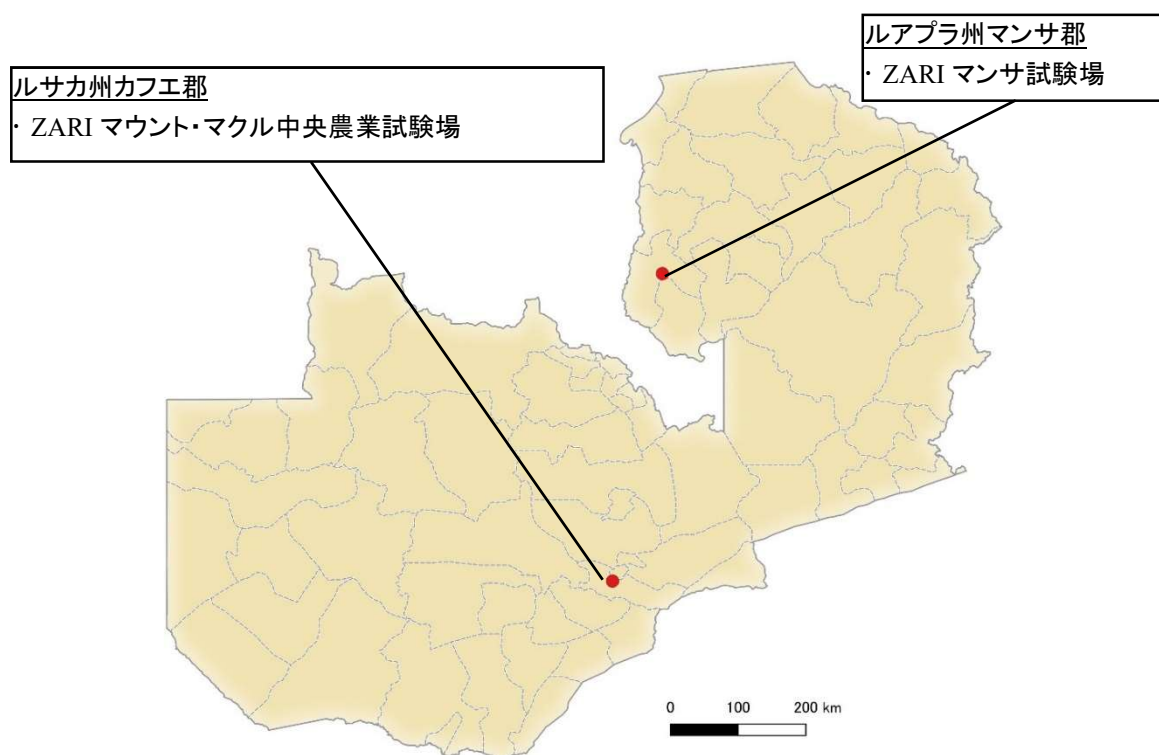 ルアプラ州マンサ郡
· ZARI マンサ試験場
ルサカ州カフエ郡
· ZARI マウント・マクル中央農業試験場
0 100 200 km